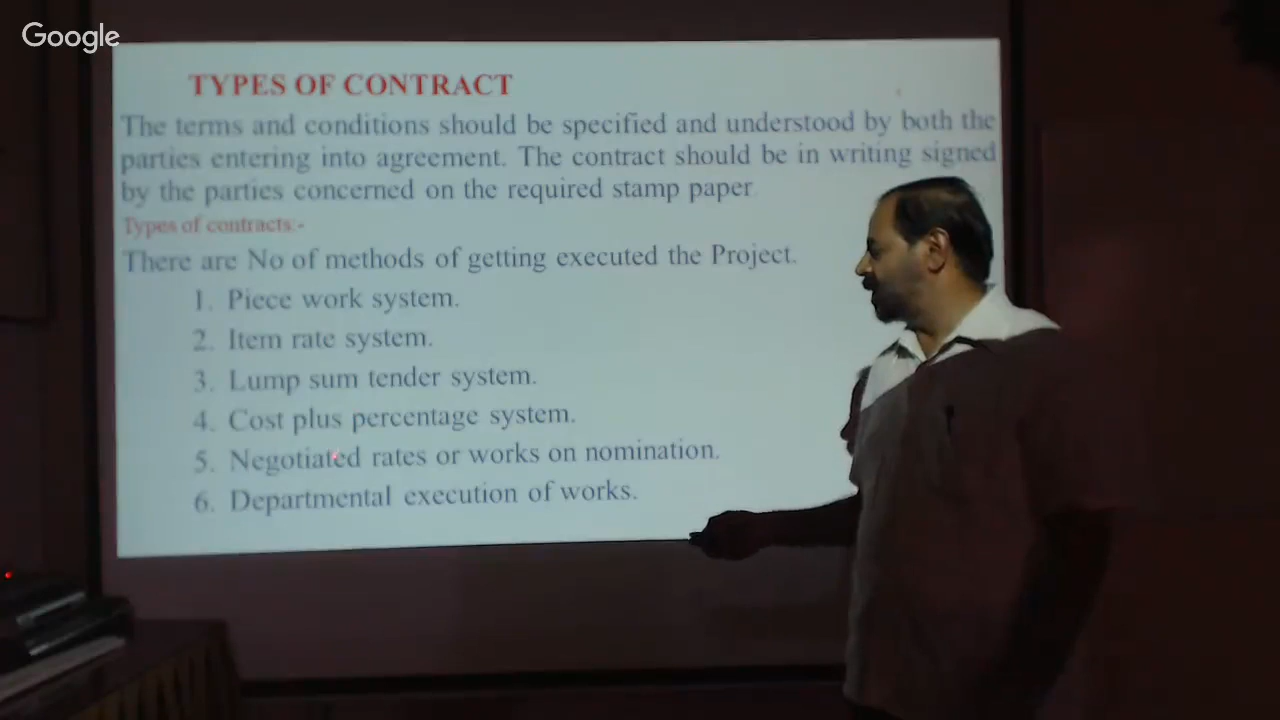 Google
TYPES OF CONTRACT
The terms and conditions should be specified and understood by both the
parties entering into agreement. The contract should be in writing signed
by the parties concerned on the required stamp paper
Types of contracts:-
There are No of methods of getting executed the Project.
1. Piece work system.
2. Item rate system.
3. Lump sum tender system.
4. Cost plus percentage system.
5. Negotiated rates or works on nomination.
6. Departmental execution of works.